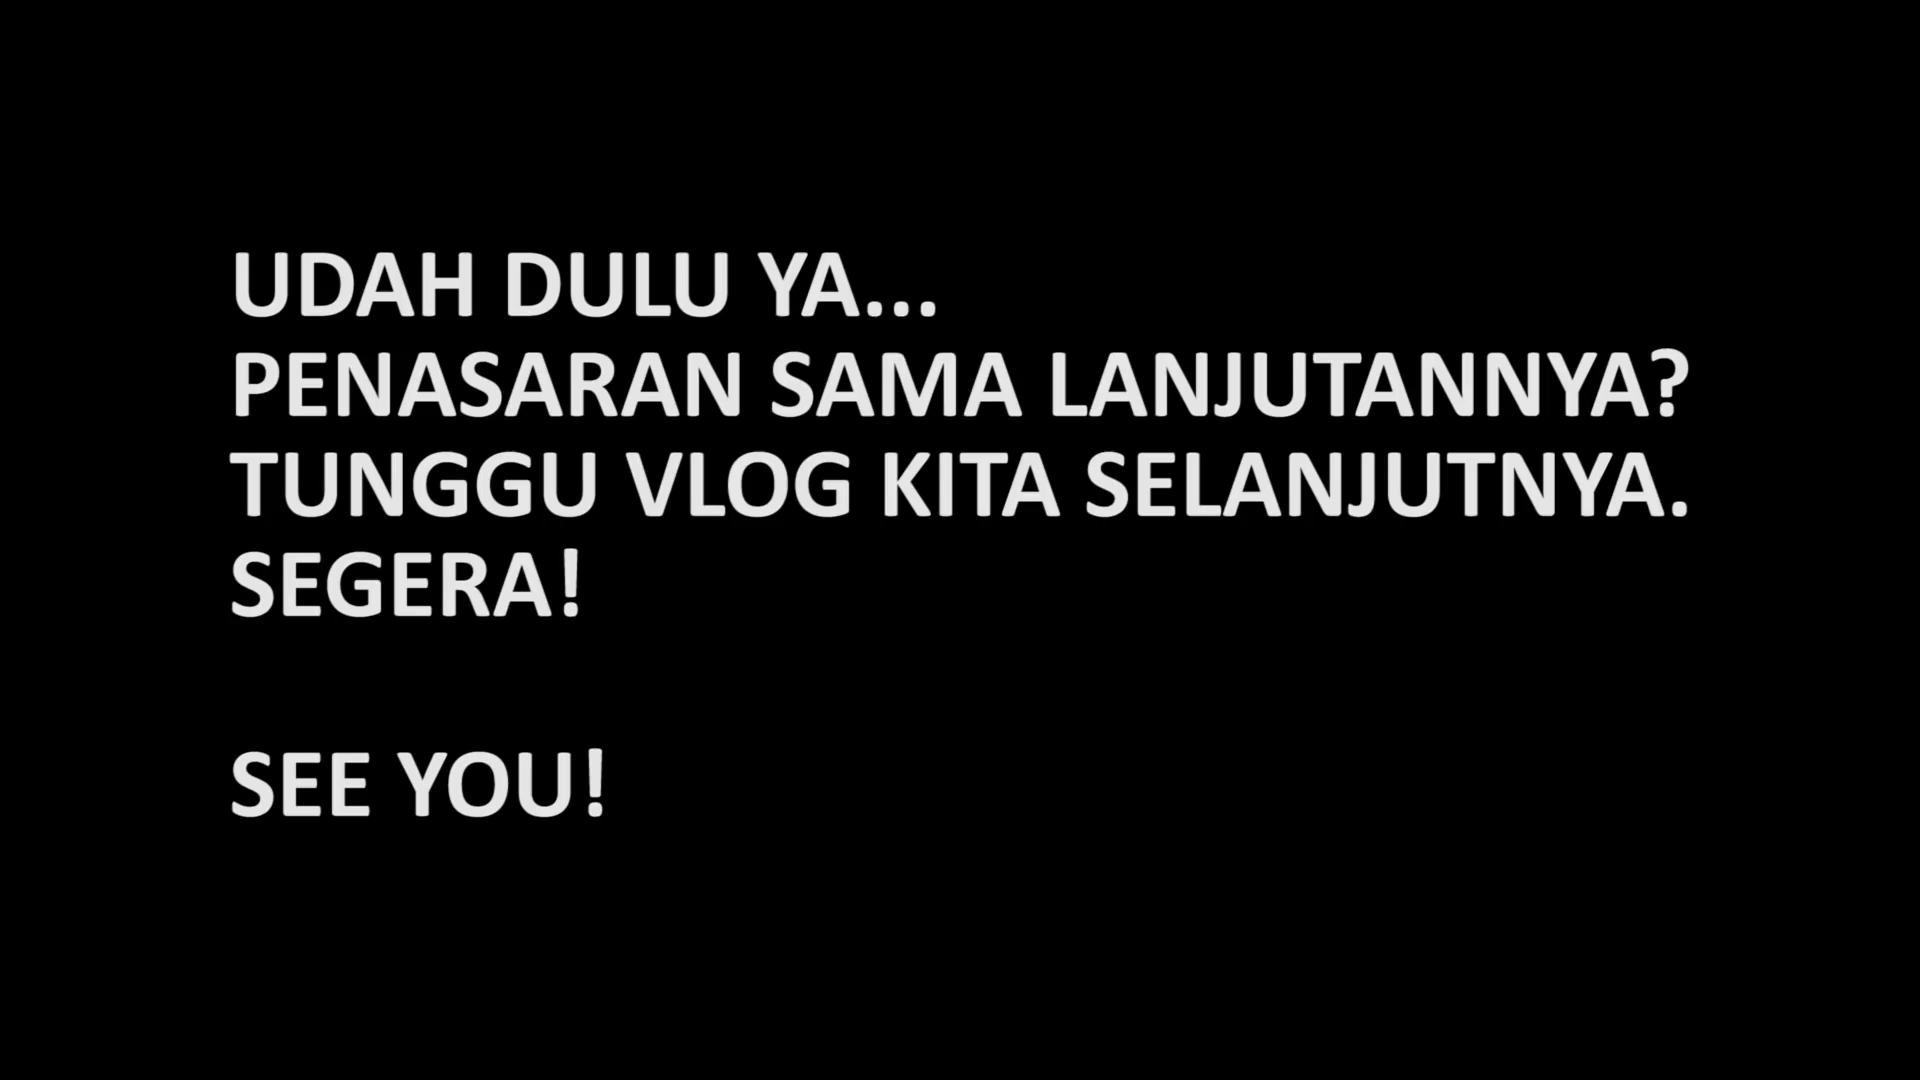 UDAH DULU YA...
PENASARAN SAMA LANJUTANNYA?
TUNGGU VLOG KITA SELANJUTNYA.
SEGERA!
SEE YOU!